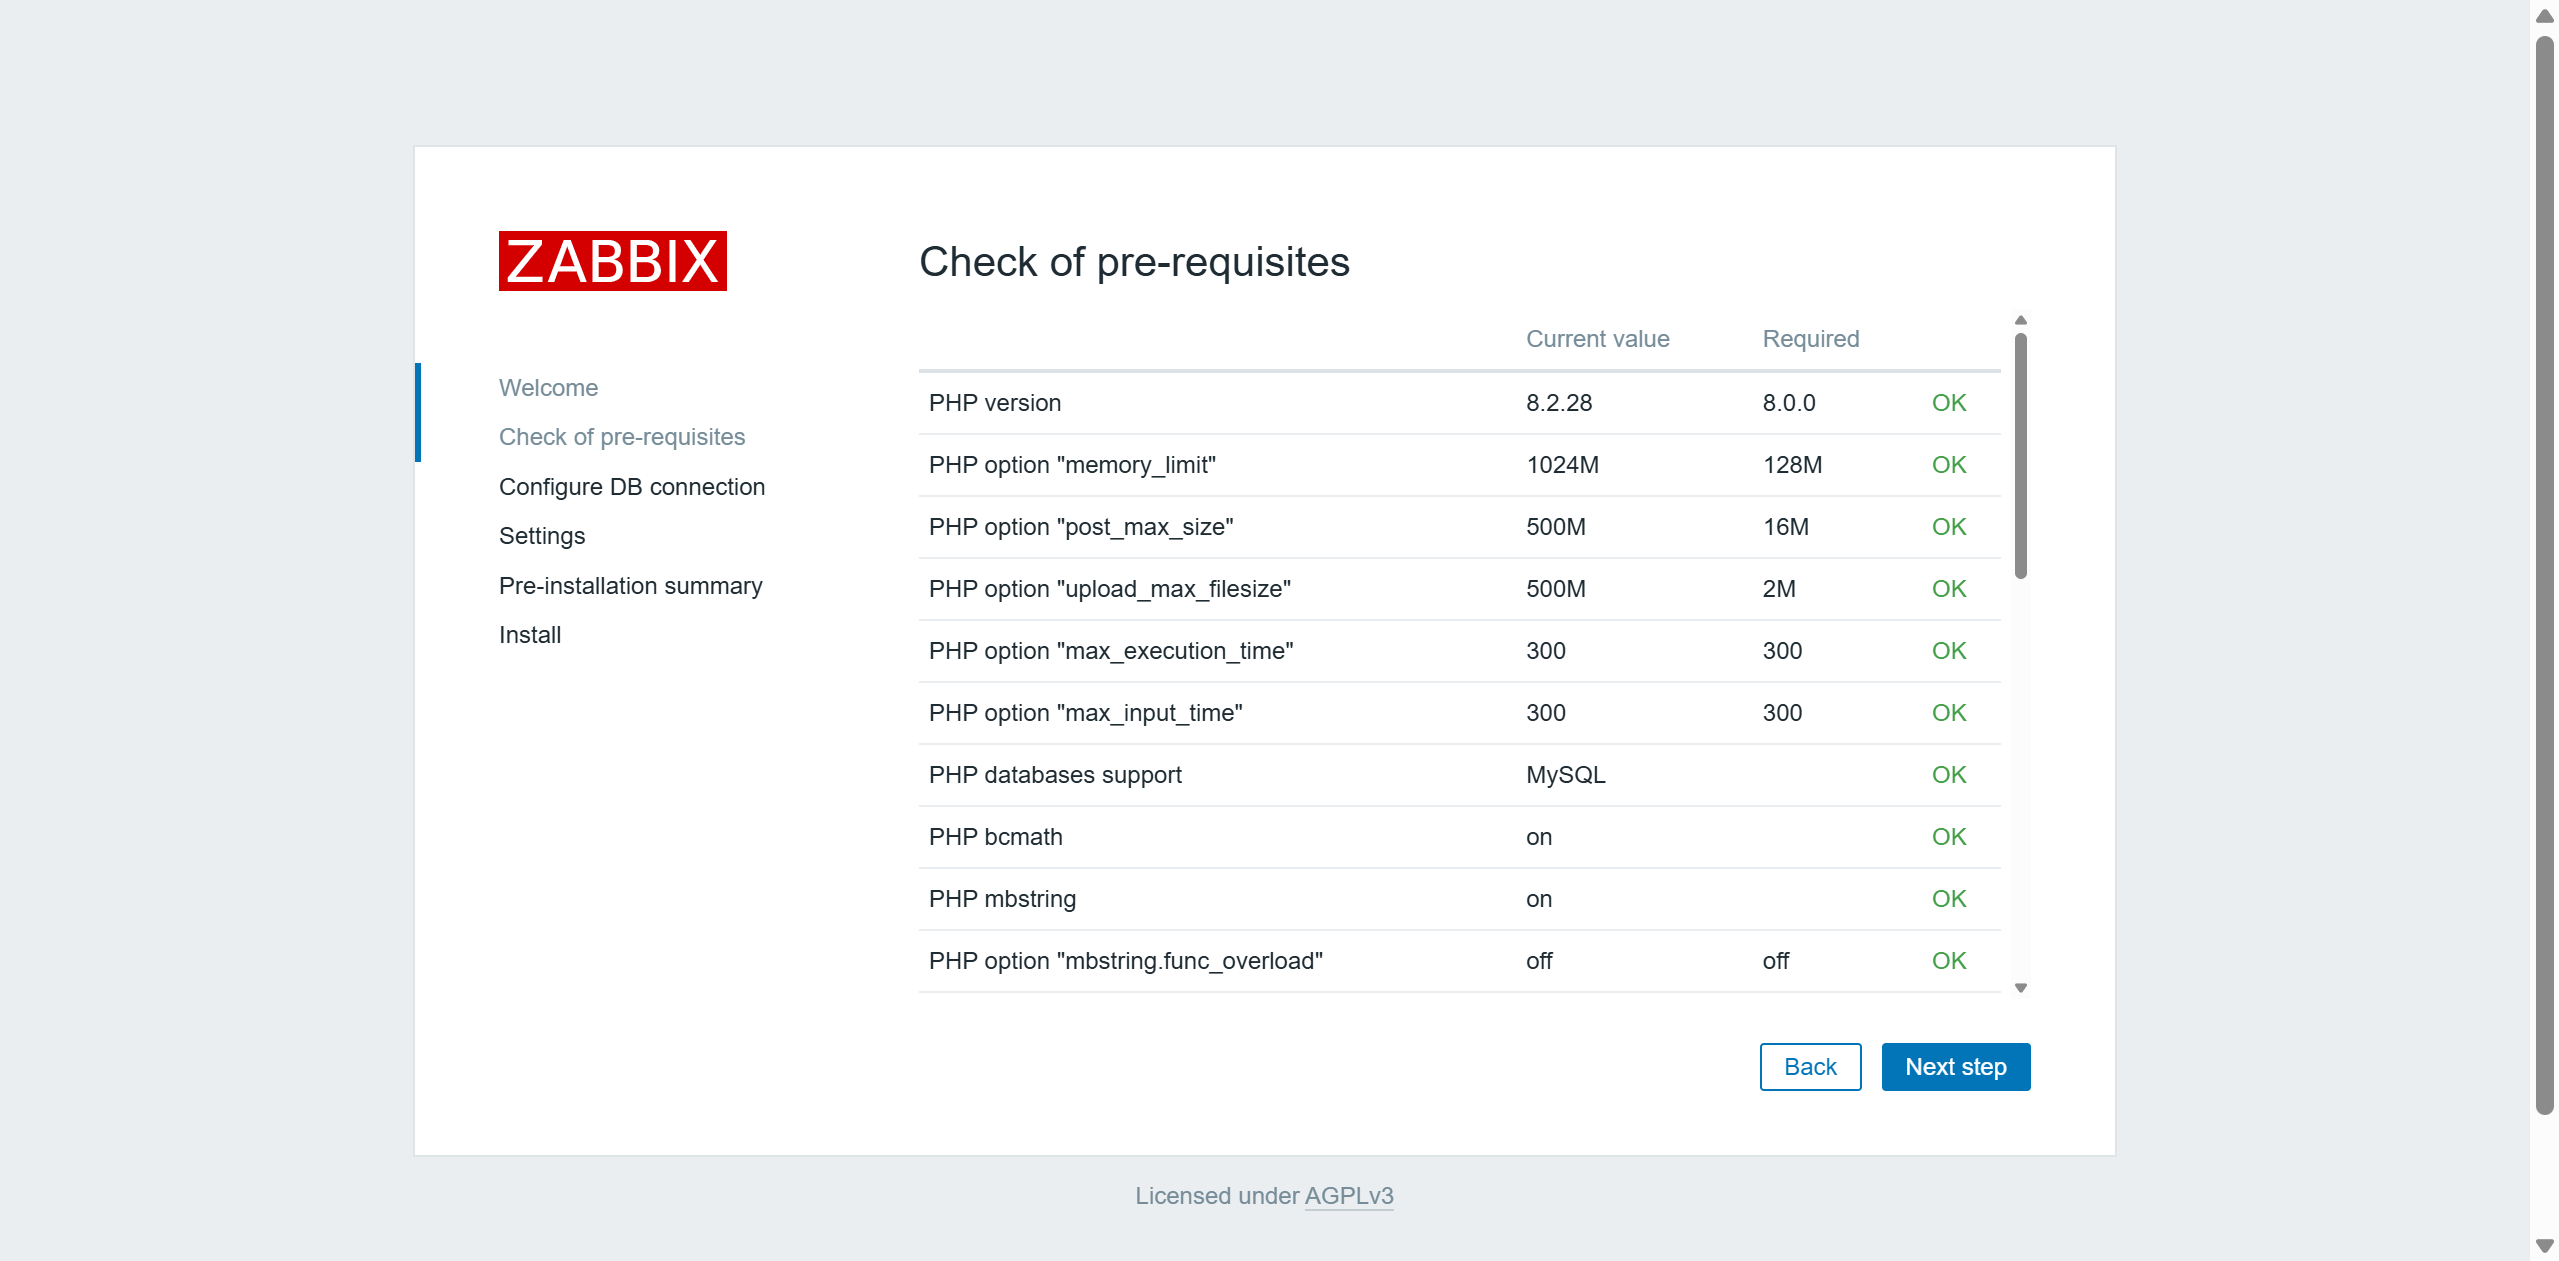 ZABBIX
Check of pre-requisites
Welcome
Check of pre-requisites
Configure DB connection
Settings
Pre-installation summary
Install
Current value Required
PHP version 8.2.28 8.0.0 OK
PHP option "memory_limit" 1024M 128M OK
PHP option "post_max_size" 500M 16M OK
PHP option "upload_max_filesize" 500M 2M OK
PHP option "max_execution_time" 300 300 OK
PHP option "max_input_time" 300 300 OK
PHP databases support MySQL OK
PHP bcmath on OK
PHP mbstring on OK
PHP option "mbstring.func_overload" off off OK
Back Next step
Licensed under AGPLv3